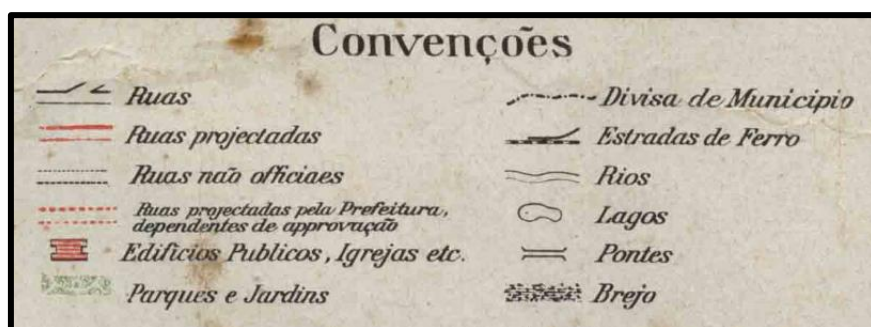 Convenções
Ruas
Ruas projectadas
Ruas não officiaes
Ruas projectadas pela Prefeitura,
dependentes de approvação
Edificios Publicos, Igrejas etc.
Parques e Jardins
Divisa de Municipio
Estradas de Ferro
Rios
Lagos
Pontes
Brejo